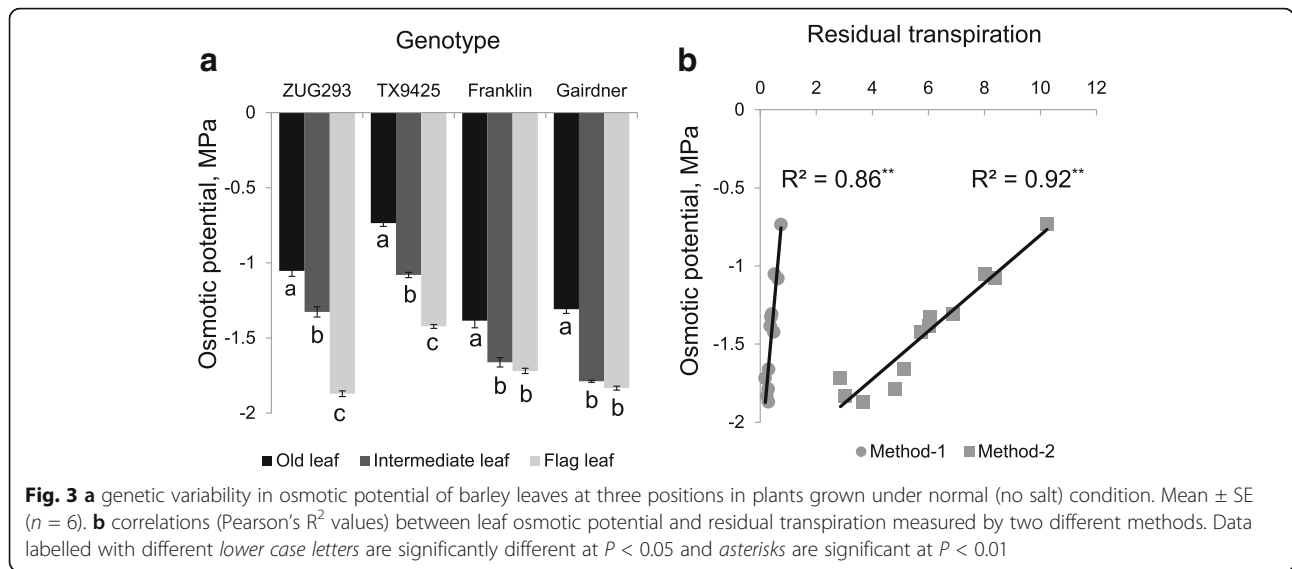 Genotype
a
ZUG293 TX9425 Franklin Gairdner
0
-0.5
-1
-1.5
-2
Osmotic potential, MPa
a b c
a b c
a b b
a b b
Old leaf Intermediate leaf Flag leaf
Residual transpiration
b
0 2 4 6 8 10 12
0
-0.5
-1
-1.5
-2
Osmotic potential, MPa
R² = 0.86**
R² = 0.92**
Method-1 Method-2
Fig. 3 a genetic variability in osmotic potential of barley leaves at three positions in plants grown under normal (no salt) condition. Mean ± SE
(n = 6). b correlations (Pearson's R² values) between leaf osmotic potential and residual transpiration measured by two different methods. Data
labelled with different lower case letters are significantly different at P < 0.05 and asterisks are significant at P < 0.01